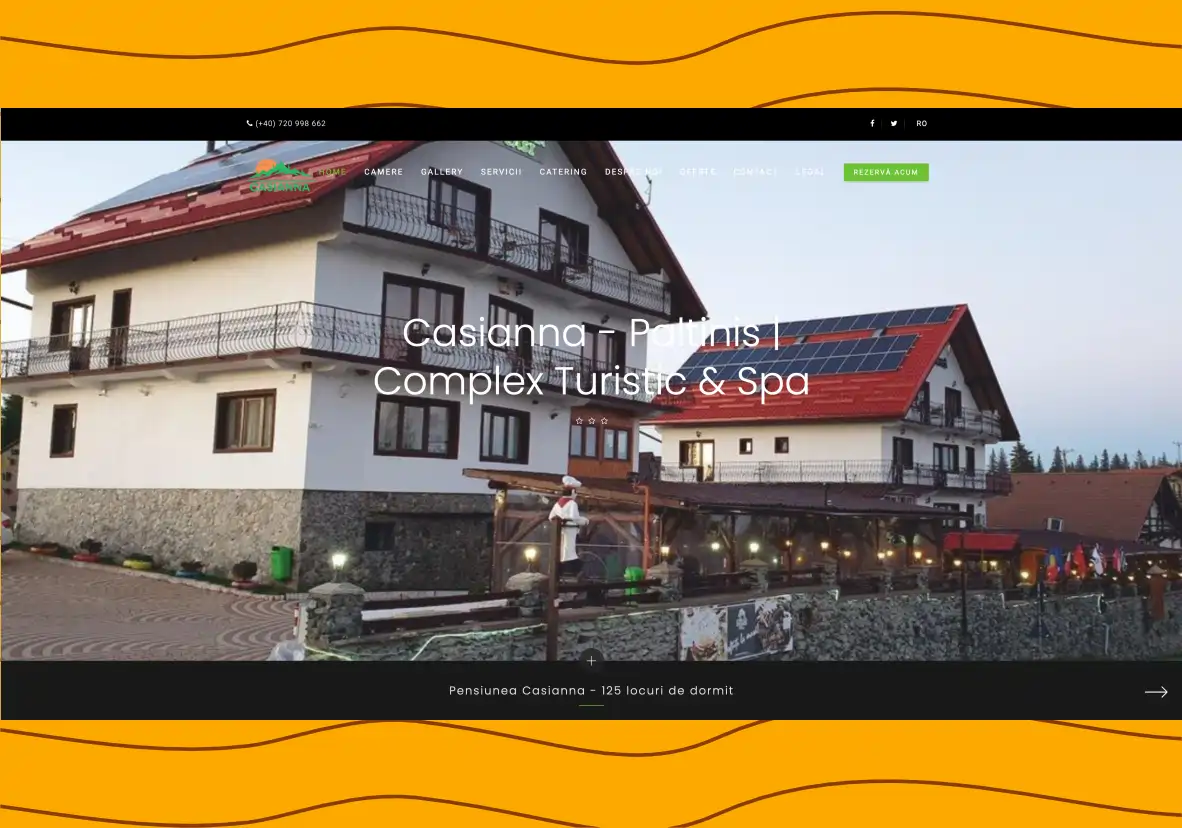 (+40) 720 998 662
RO
CASIANNA
HOME CAMERE GALLERY SERVICII CATERING DESPRE NOI OFERTE CONTACT LEGAL REZERVĂ ACUM
Casianna - Paltinis |
Complex Turistic & Spa
Pensiunea Casianna - 125 locuri de dormit